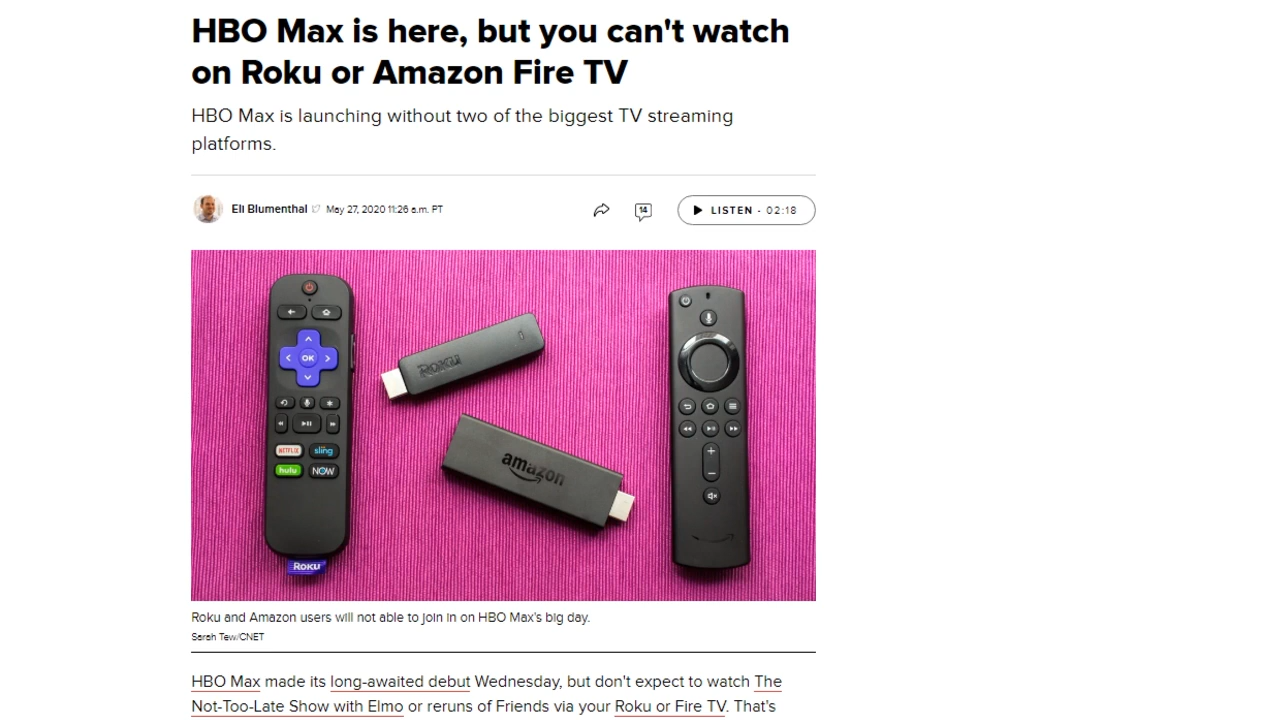 HBO Max is here, but you can't watch
on Roku or Amazon Fire TV
HBO Max is launching without two of the biggest TV streaming
platforms.
Eli Blumenthal May 27, 2020 11:26 a.m. PT
14
LISTEN - 02:18
OK
ROKU
NETFLIX
sling
hulu
NOW
amazon
ROKU
Roku and Amazon users will not able to join in on HBO Max's big day.
Sarah Tew/CNET
HBO Max made its long-awaited debut Wednesday, but don't expect to watch The
Not-Too-Late Show with Elmo or reruns of Friends via your Roku or Fire TV. That's